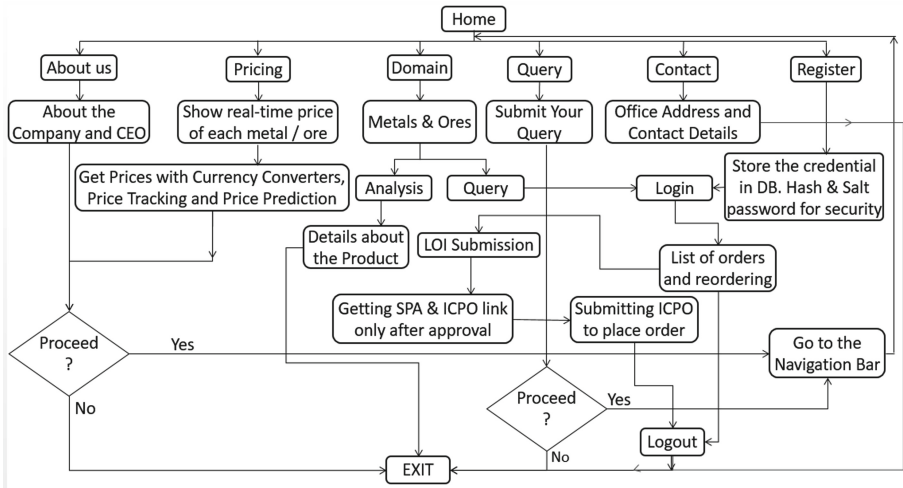 Home
About us
Pricing
Domain
Query
Contact
Register
About the
Company and CEO
Show real-time price
of each metal / ore
Metals & Ores
Submit Your
Query
Office Address and
Contact Details
Get Prices with Currency Converters,
Price Tracking and Price Prediction
Analysis
Query
Login
Store the credential
in DB. Hash & Salt
password for security
Details about
the Product
LOI Submission
List of orders
and reordering
Getting SPA & ICPO link
only after approval
Submitting ICPO
to place order
Proceed
?
Yes
Go to the
Navigation Bar
No
Proceed
?
Yes
Logout
No
EXIT